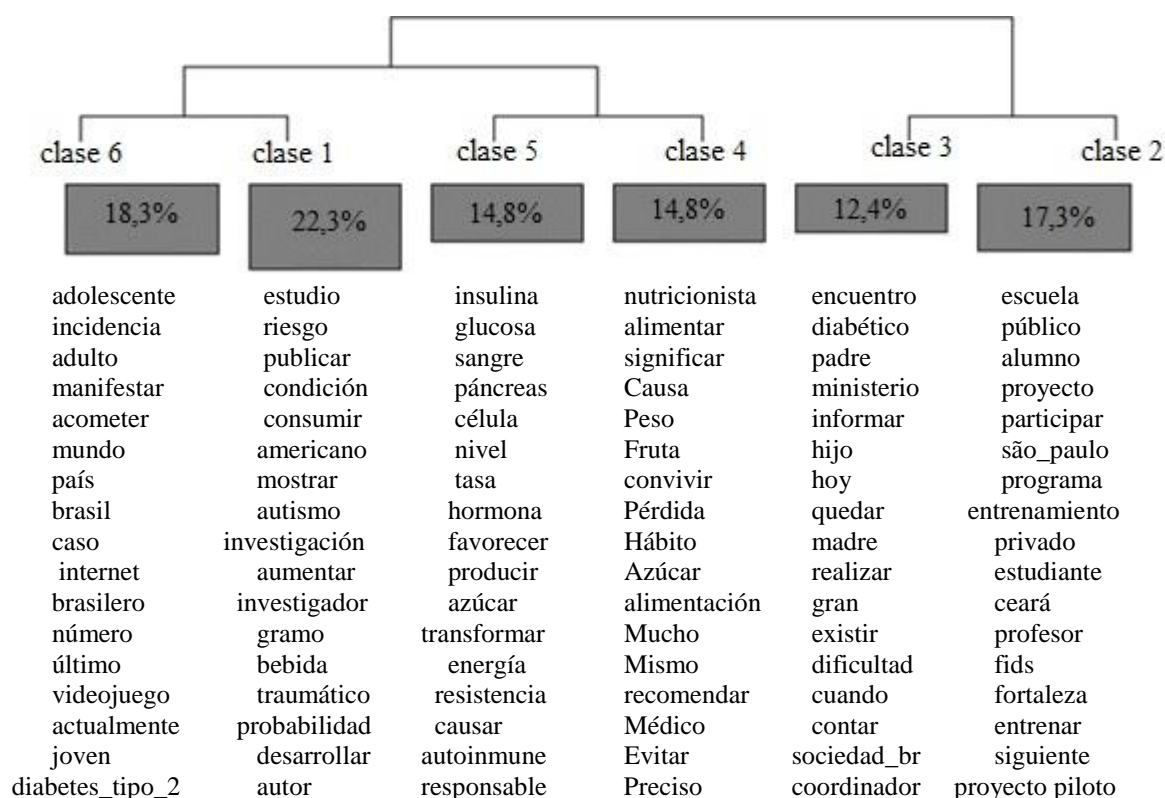 clase 6 clase 1 clase 5 clase 4 clase 3 clase 2
18,3% 22,3% 14,8% 14,8% 12,4% 17,3%
adolescente estudio insulina nutricionista encuentro escuela
incidencia riesgo glucosa alimentar diabético público
adulto publicar sangre significar padre alumno
manifestar condición páncreas Causa ministerio proyecto
acometer consumir célula Peso informar participar
mundo americano nivel Fruta hijo são_paulo
país mostrar tasa convivir hoy programa
brasil autismo hormona Pérdida quedar entrenamiento
caso investigación favorecer Hábito madre privado
internet aumentar producir Azúcar realizar estudiante
brasilero investigador azúcar alimentación gran ceará
número gramo transformar Mucho existir profesor
último bebida energía Mismo dificultad fids
videojuego traumático resistencia recomendar cuando fortaleza
actualmente probabilidad causar Médico contar entrenar
joven desarrollar autoinmune Evitar sociedad_br siguiente
diabetes_tipo_2 autor responsable Preciso coordinador proyecto piloto